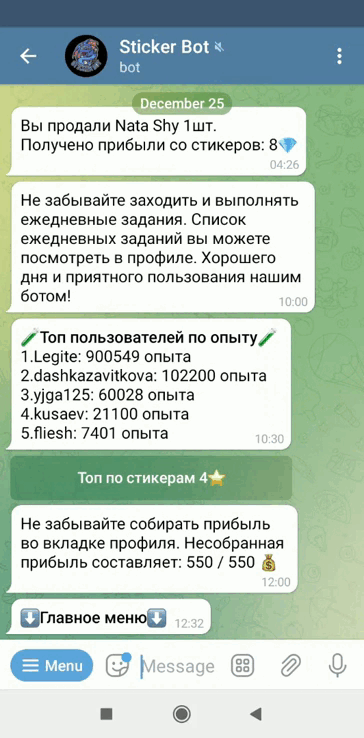 Sticker Bot
bot
December 25
Вы продали Nata Shy 1шт.
Получено прибыли со стикеров: 8💎
04:26
Не забывайте заходить и выполнять
ежедневные задания. Список
ежедневных заданий вы можете
посмотреть в профиле. Хорошего
дня и приятного пользования нашим
ботом!
10:00
🧪Топ пользователей по опыту🧪
1.Legite: 900549 опыта
2.dashkazavitkova: 102200 опыта
3.yjga125: 60028 опыта
4.kusaev: 21100 опыта
5.fliesh: 7401 опыта
10:30
Топ по стикерам 4⭐
Не забывайте собирать прибыль
во вкладке профиля. Несобранная
прибыль составляет: 550 / 550 💰
12:00
⬇️Главное меню⬇️ 12:32
Menu Message